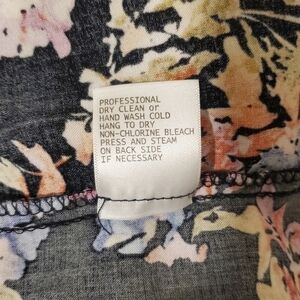 PROFESSIONAL
DRY CLEAN or
HAND WASH COLD
HANG TO DRY
NON-CHLORINE BLEACH
PRESS AND STEAM
ON BACK SIDE
IF NECESSARY